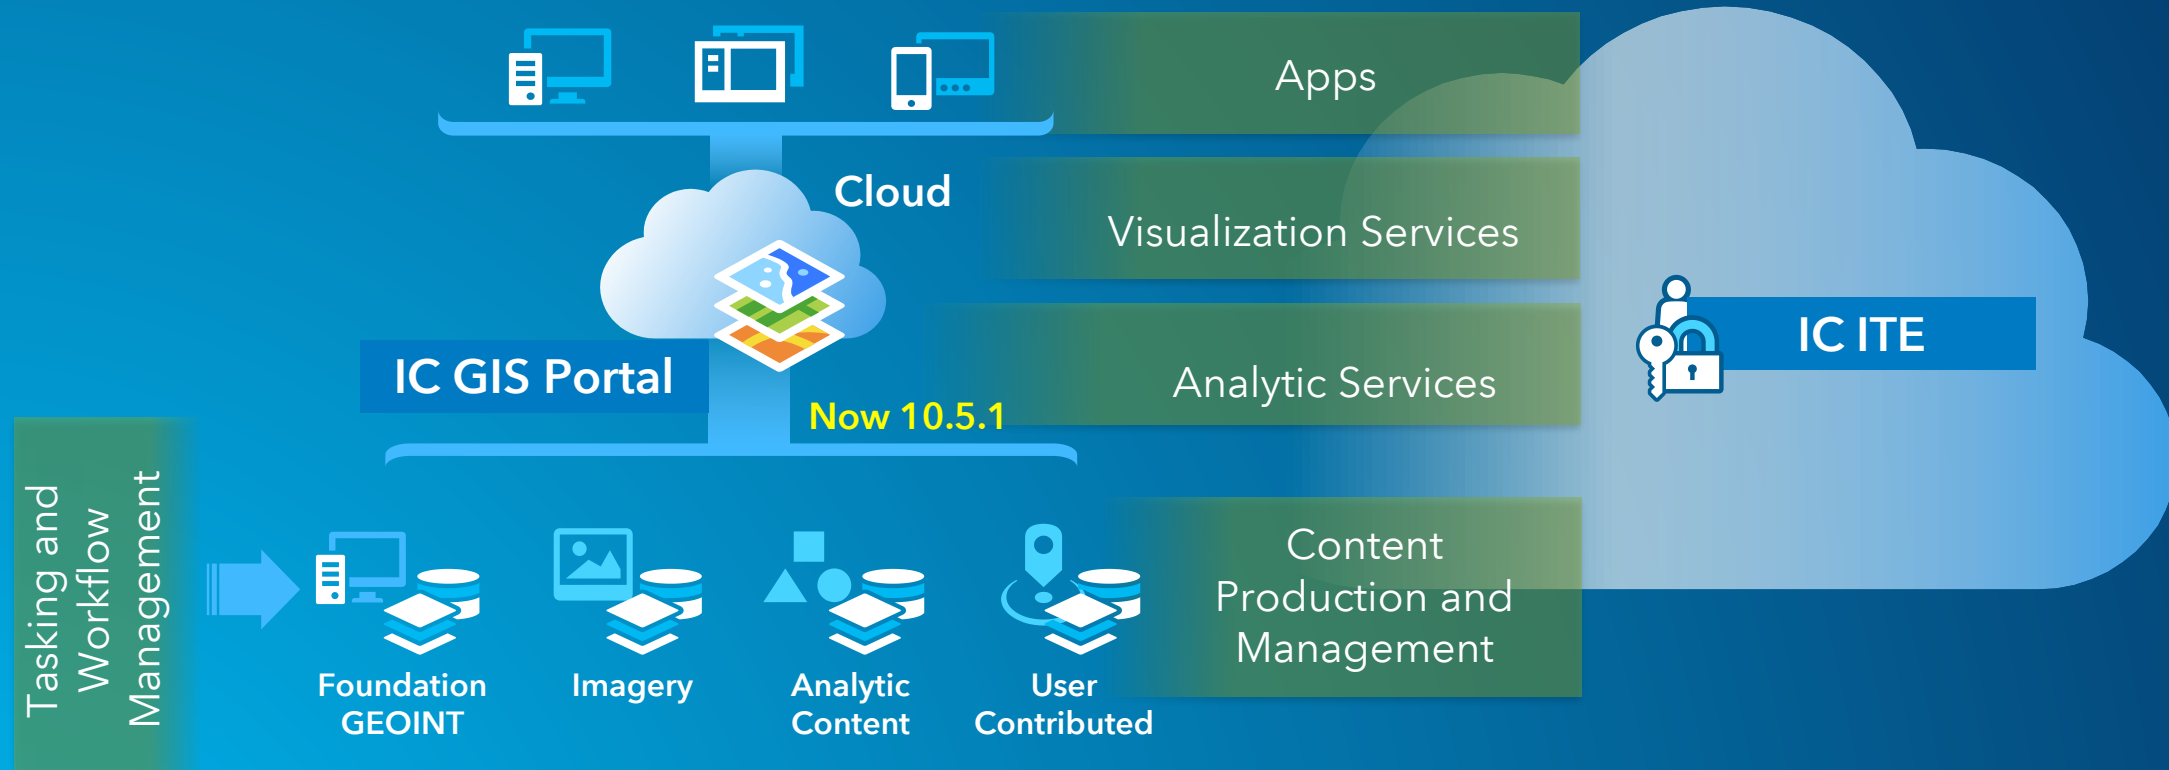 Apps
Cloud
Visualization Services
IC ITE
IC GIS Portal
Analytic Services
Now 10.5.1
Tasking and
Workflow
Management
Content
Production and
Management
Foundation
GEOINT
Imagery
Analytic
Content
User
Contributed